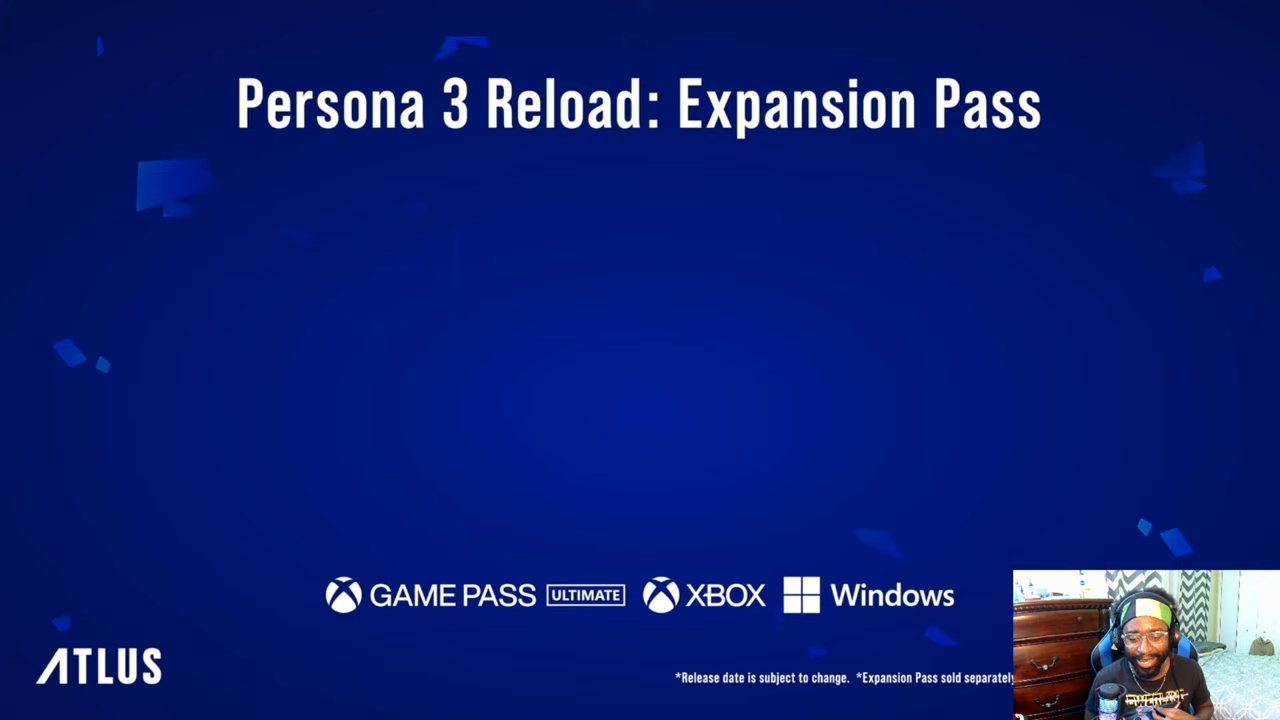 Persona 3 Reload: Expansion Pass
GAME PASS ULTIMATE XBOX Windows
ATLUS
*Release date is subject to change. *Expansion Pass sold separately